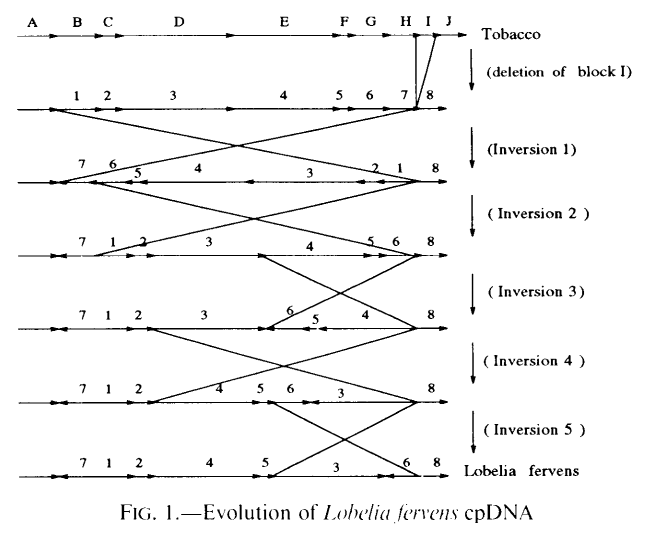 A B C D E F G H I J
Tobacco
(deletion of block I)
1 2 3 4 5 6 7 8
(Inversion 1)
7 6 5 4 3 2 1 8
( Inversion 2 )
7 1 2 3 4 5 6 8
( Inversion 3 )
7 1 2 3 6 5 4 8
( Inversion 4 )
7 1 2 4 5 6 3 8
( Inversion 5 )
7 1 2 4 5 3 6 8 Lobelia fervens
FIG. 1.—Evolution of Lobelia fervens cpDNA